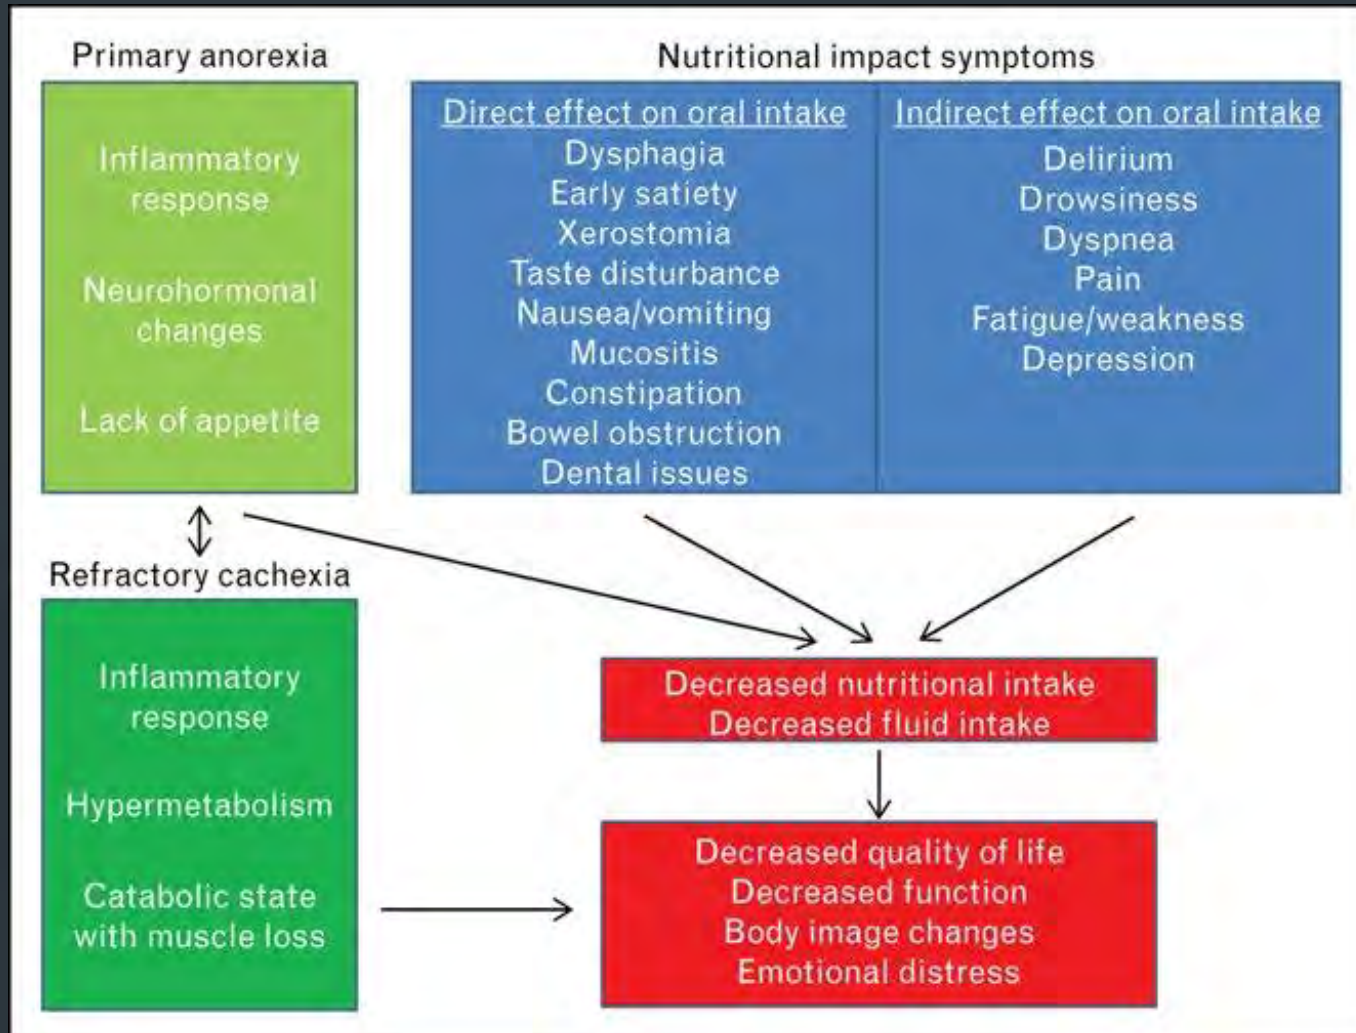 Primary anorexia
Inflammatory
response
Neurohormonal
changes
Lack of appetite
Nutritional impact symptoms
Direct effect on oral intake
Dysphagia
Early satiety
Xerostomia
Taste disturbance
Nausea/vomiting
Mucositis
Constipation
Bowel obstruction
Dental issues
Indirect effect on oral intake
Delirium
Drowsiness
Dyspnea
Pain
Fatigue/weakness
Depression
Refractory cachexia
Inflammatory
response
Hypermetabolism
Catabolic state
with muscle loss
Decreased nutritional intake
Decreased fluid intake
Decreased quality of life
Decreased function
Body image changes
Emotional distress